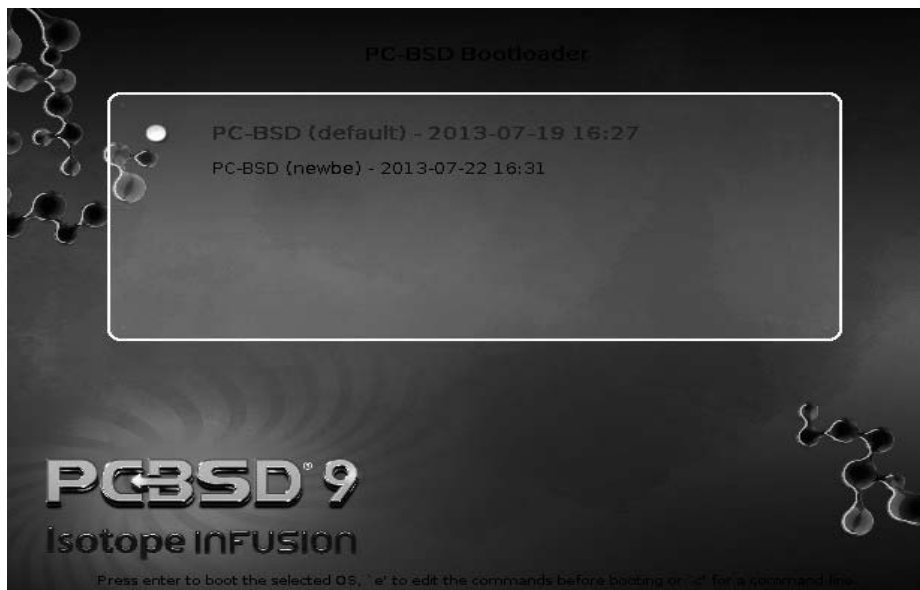 PC-BSD Bootloader
PC-BSD (default) - 2013-07-19 16:27
PC-BSD (newbe) - 2013-07-22 16:31
PCBSD® 9
Isotope INFUSION
Press enter to boot the selected OS, `e' to edit the commands before booting or `c' for a command line.